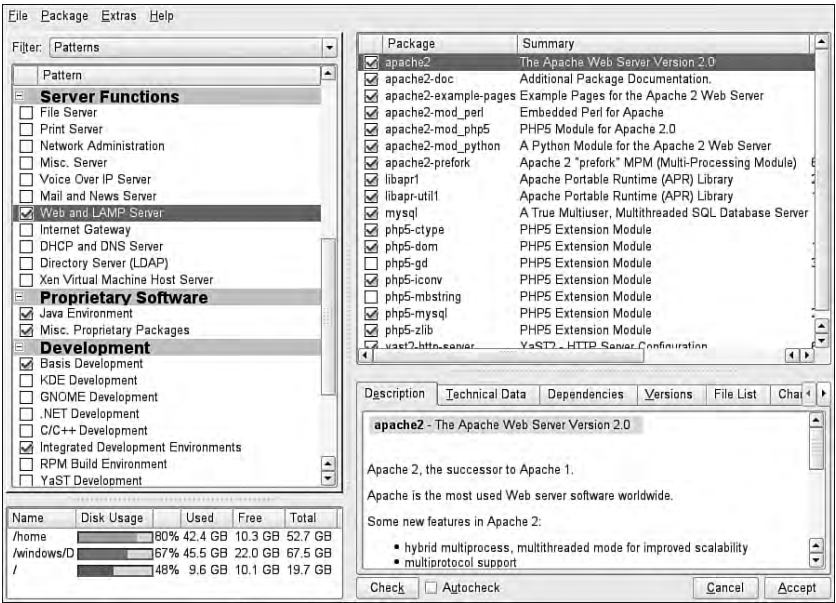 File Package Extras Help
Filter: Patterns
Pattern
Server Functions
File Server
Print Server
Network Administration
Misc. Server
Voice Over IP Server
Mail and News Server
Web and LAMP Server
Internet Gateway
DHCP and DNS Server
Directory Server (LDAP)
Xen Virtual Machine Host Server
Proprietary Software
Java Environment
Misc. Proprietary Packages
Development
Basis Development
KDE Development
GNOME Development
.NET Development
C/C++ Development
Integrated Development Environments
RPM Build Environment
YaST Development
Name Disk Usage Used Free Total
/home 80% 42.4 GB 10.3 GB 52.7 GB
/windows/D 67% 45.5 GB 22.0 GB 67.5 GB
/ 48% 9.6 GB 10.1 GB 19.7 GB
Package Summary
apache2 The Apache Web Server Version 2.0
apache2-doc Additional Package Documentation.
apache2-example-pages Example Pages for the Apache 2 Web Server
apache2-mod_perl Embedded Perl for Apache
apache2-mod_php5 PHP5 Module for Apache 2.0
apache2-mod_python A Python Module for the Apache 2 Web Server
apache2-prefork Apache 2 "prefork" MPM (Multi-Processing Module)
libapr1 Apache Portable Runtime (APR) Library
libapr-util1 Apache Portable Runtime (APR) Library
mysql A True Multiuser, Multithreaded SQL Database Server
php5-ctype PHP5 Extension Module
php5-dom PHP5 Extension Module
php5-gd PHP5 Extension Module
php5-iconv PHP5 Extension Module
php5-mbstring PHP5 Extension Module
php5-mysql PHP5 Extension Module
php5-zlib PHP5 Extension Module
yast2-http-server YaST2 - HTTP Server Configuration
Description Technical Data Dependencies Versions File List
apache2 - The Apache Web Server Version 2.0
Apache 2, the successor to Apache 1.
Apache is the most used Web server software worldwide.
Some new features in Apache 2:
• hybrid multiprocess, multithreaded mode for improved scalability
• multiprotocol support
Check Autocheck Cancel Accept